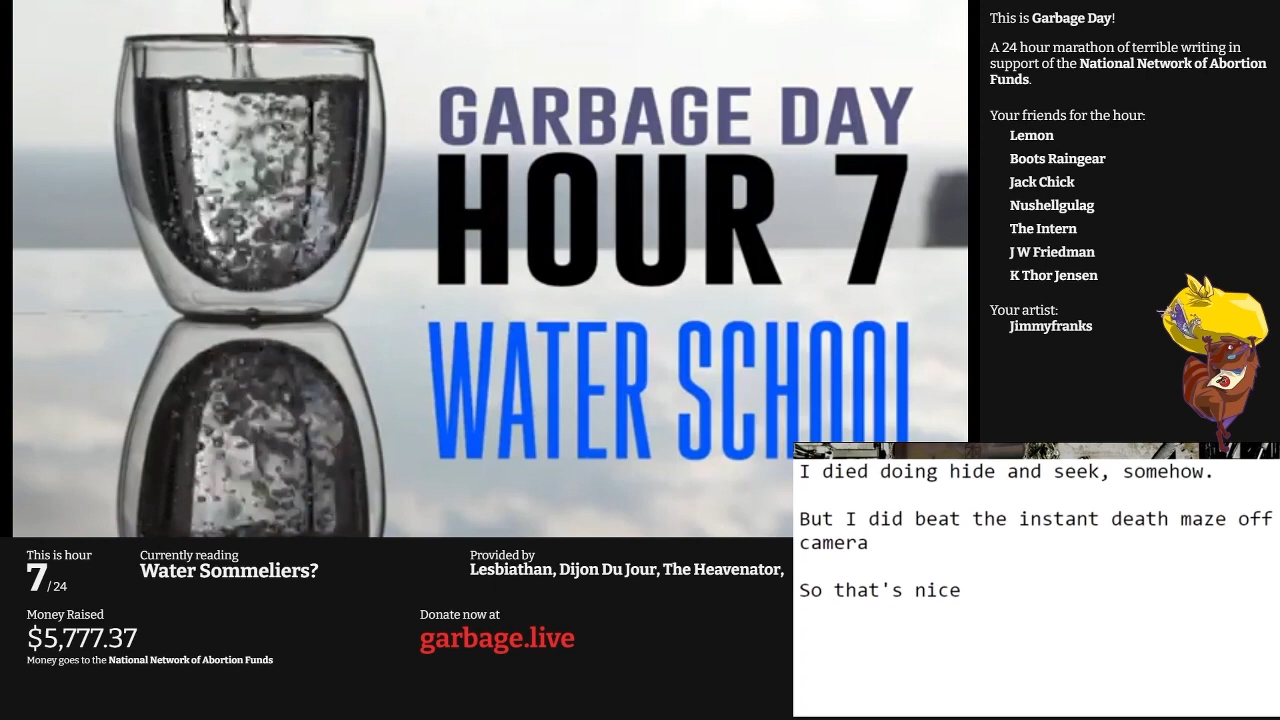 GARBAGE DAY
HOUR 7
WATER SCHOOL
This is Garbage Day!
A 24 hour marathon of terrible writing in
support of the National Network of Abortion
Funds.
Your friends for the hour:
Lemon
Boots Raingear
Jack Chick
Nushellgulag
The Intern
J W Friedman
K Thor Jensen
Your artist:
Jimmyfranks
I died doing hide and seek, somehow.
But I did beat the instant death maze off
camera
So that's nice
This is hour
7/24
Currently reading
Water Sommeliers?
Provided by
Lesbiathan, Dijon Du Jour, The Heavenator,
Money Raised
$5,777.37
Money goes to the National Network of Abortion Funds
Donate now at
garbage.live